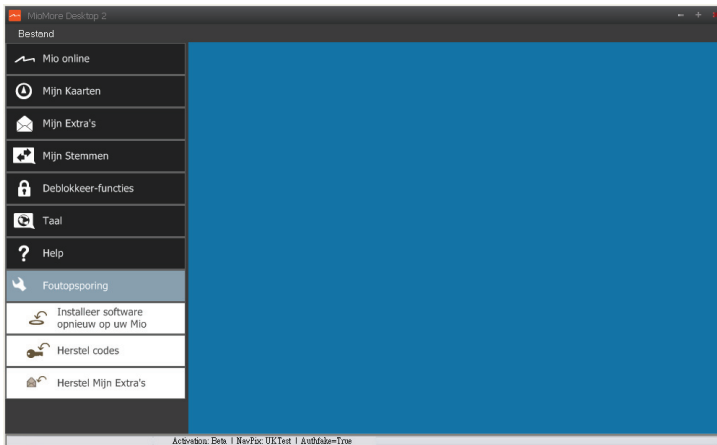 MioMore Desktop 2
Bestand
Mio online
Mijn Kaarten
Mijn Extra's
Mijn Stemmen
Deblokkeer-functies
Taal
Help
Foutopsporing
Installeer software
opnieuw op uw Mio
Herstel codes
Herstel Mijn Extra's
Activation: Beta | NavPix: UKTest | Authfake=True